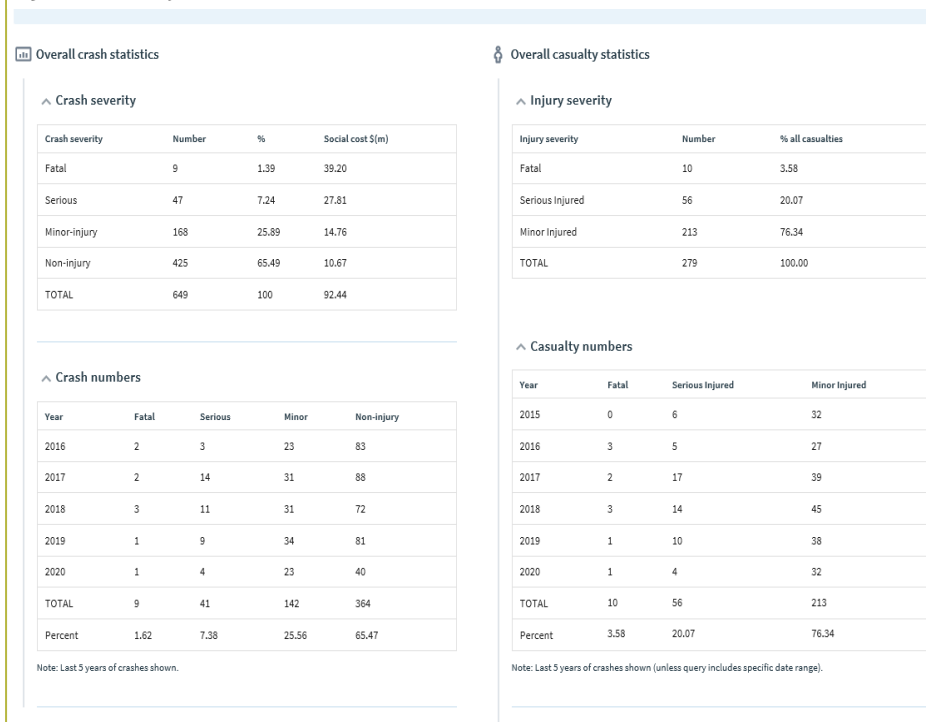 Overall crash statistics
Crash severity
Crash severity Number % Social cost $(m)
Fatal 9 1.39 39.20
Serious 47 7.24 27.81
Minor-injury 168 25.89 14.76
Non-injury 425 65.49 10.67
TOTAL 649 100 92.44
Crash numbers
Year Fatal Serious Minor Non-injury
2016 2 3 23 83
2017 2 14 31 88
2018 3 11 31 72
2019 1 9 34 81
2020 1 4 23 40
TOTAL 9 41 142 364
Percent 1.62 7.38 25.56 65.47
Note: Last 5 years of crashes shown.
Overall casualty statistics
Injury severity
Injury severity Number % all casualties
Fatal 10 3.58
Serious Injured 56 20.07
Minor Injured 213 76.34
TOTAL 279 100.00
Casualty numbers
Year Fatal Serious Injured Minor Injured
2015 0 6 32
2016 3 5 27
2017 2 17 39
2018 3 14 45
2019 1 10 38
2020 1 4 32
TOTAL 10 56 213
Percent 3.58 20.07 76.34
Note: Last 5 years of crashes shown (unless query includes specific date range).